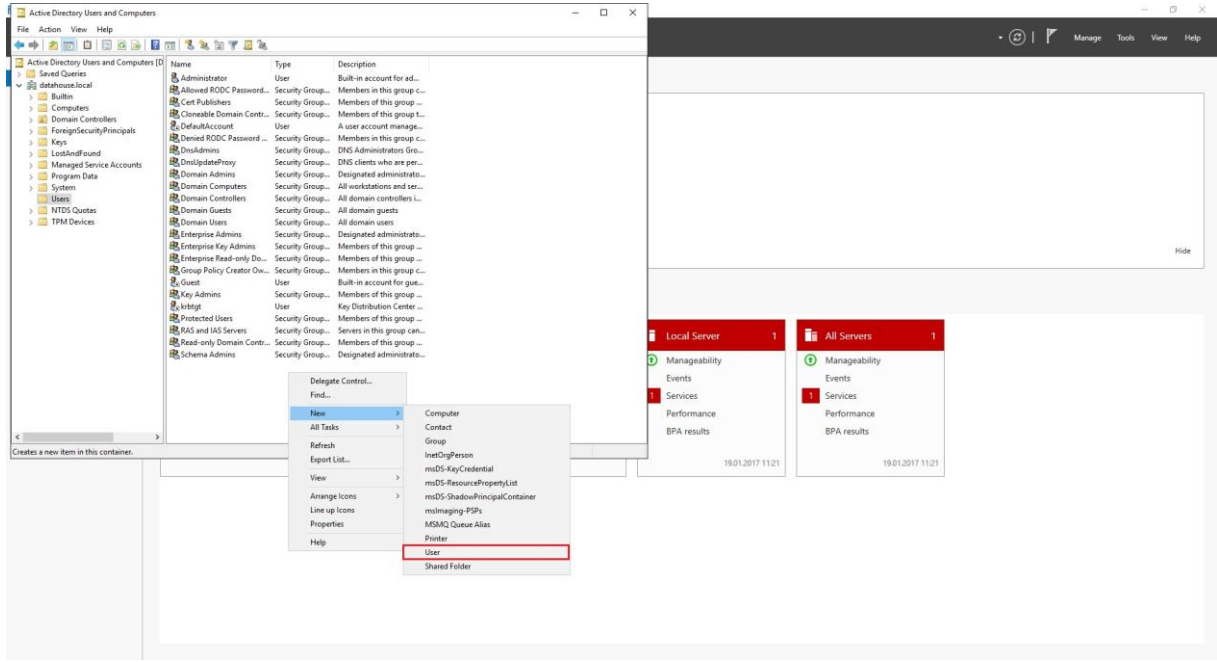 Active Directory Users and Computers
File Action View Help
Manage Tools View Help
Active Directory Users and Computers [D
Saved Queries
datahouse.local
Builtin
Computers
Domain Controllers
ForeignSecurityPrincipals
Keys
LostAndFound
Managed Service Accounts
Program Data
System
Users
NTDS Quotas
TPM Devices
Name Type Description
Administrator User Built-in account for ad...
Allowed RODC Password... Security Group... Members in this group c...
Cert Publishers Security Group... Members of this group ...
Cloneable Domain Contr... Security Group... Members of this group t...
DefaultAccount User A user account manage...
Denied RODC Password ... Security Group... Members in this group c...
DnsAdmins Security Group... DNS Administrators Gro...
DnsUpdateProxy Security Group... DNS clients who are per...
Domain Admins Security Group... Designated administrato...
Domain Computers Security Group... All workstations and ser...
Domain Controllers Security Group... All domain controllers i...
Domain Guests Security Group... All domain guests
Domain Users Security Group... All domain users
Enterprise Admins Security Group... Designated administrato...
Enterprise Key Admins Security Group... Members of this group ...
Enterprise Read-only Do... Security Group... Members of this group ...
Group Policy Creator Ow... Security Group... Members in this group c...
Guest User Built-in account for gue...
Key Admins Security Group... Members of this group ...
krbtgt User Key Distribution Center ...
Protected Users Security Group... Members of this group ...
RAS and IAS Servers Security Group... Servers in this group can...
Read-only Domain Contr... Security Group... Members of this group ...
Schema Admins Security Group... Designated administrato...
Creates a new item in this container.
Delegate Control...
Find...
New
All Tasks
Refresh
Export List...
View
Arrange Icons
Line up Icons
Properties
Help
Computer
Contact
Group
InetOrgPerson
msDS-KeyCredential
msDS-ResourcePropertyList
msDS-ShadowPrincipalContainer
msImaging-PSPs
MSMQ Queue Alias
Printer
User
Shared Folder
Hide
Local Server 1
Manageability
Events
1 Services
Performance
BPA results
19.01.2017 11:21
All Servers 1
Manageability
Events
1 Services
Performance
BPA results
19.01.2017 11:21